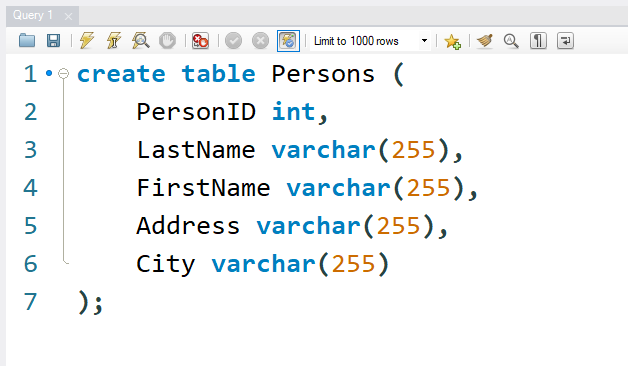 Query 1
Limit to 1000 rows
1 create table Persons (
2 PersonID int,
3 LastName varchar(255),
4 FirstName varchar(255),
5 Address varchar(255),
6 City varchar(255)
7 );